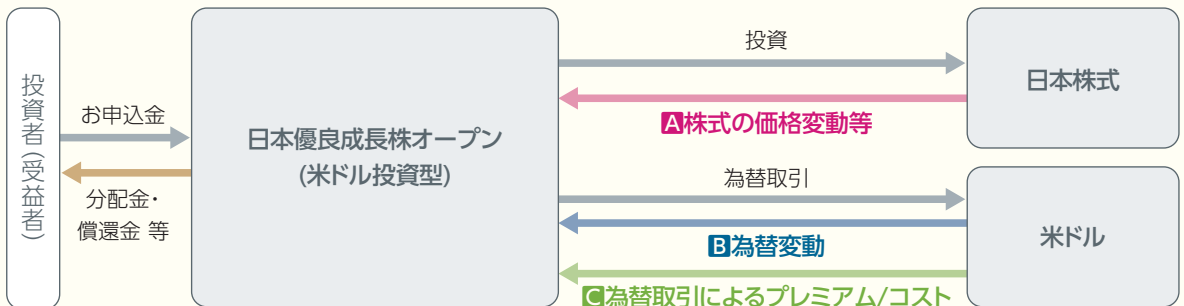 投資者(受益者)
お申込金
分配金・
償還金 等
日本優良成長株オープン
(米ドル投資型)
投資
A株式の価格変動等
日本株式
為替取引
B為替変動
C為替取引によるプレミアム/コスト
米ドル